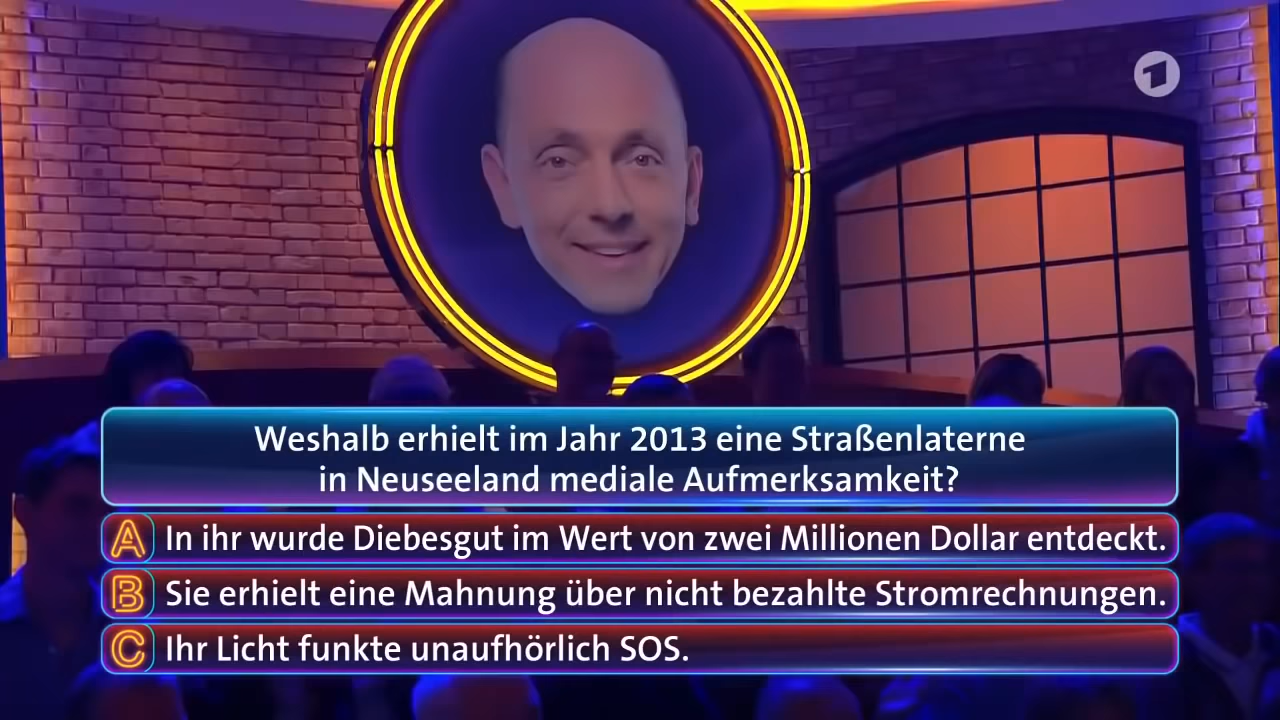 1
Weshalb erhielt im Jahr 2013 eine Straßenlaterne
in Neuseeland mediale Aufmerksamkeit?
A In ihr wurde Diebesgut im Wert von zwei Millionen Dollar entdeckt.
B Sie erhielt eine Mahnung über nicht bezahlte Stromrechnungen.
C Ihr Licht funkte unaufhörlich SOS.